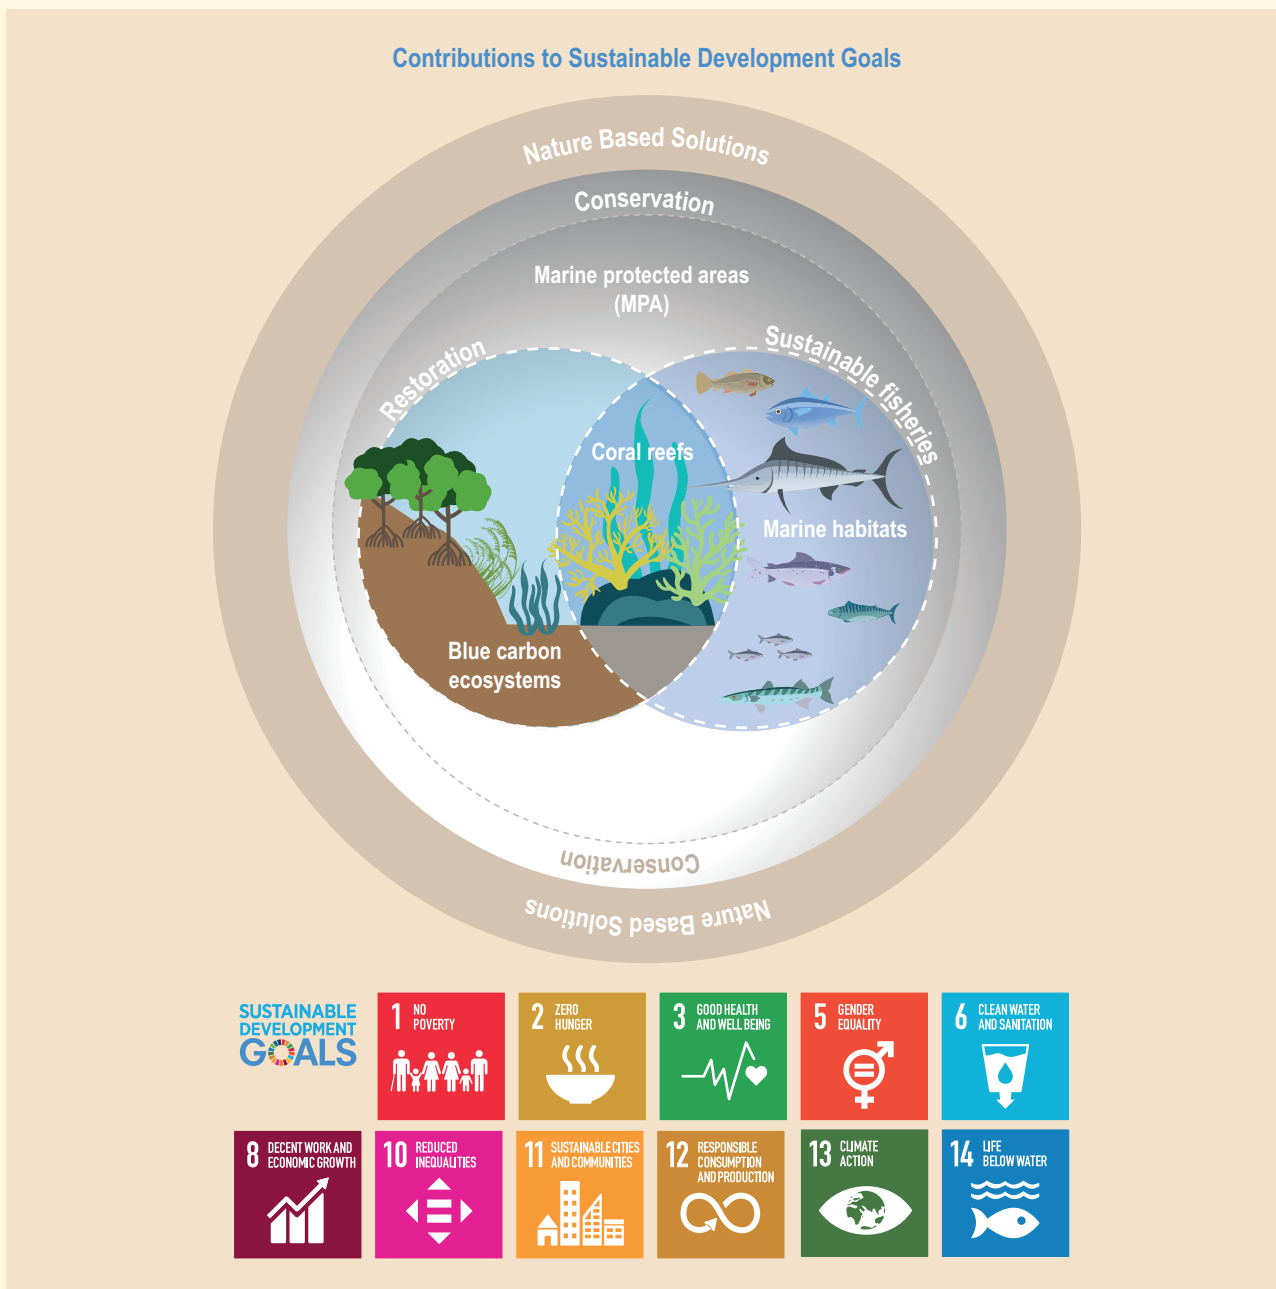 Contributions to Sustainable Development Goals
Nature Based Solutions
Conservation
Marine protected areas
(MPA)
Restoration
Sustainable fisheries
Coral reefs
Marine habitats
Blue carbon
ecosystems
Conservation
Nature Based Solutions
SUSTAINABLE
DEVELOPMENT
GOALS
1 NO
POVERTY
2 ZERO
HUNGER
3 GOOD HEALTH
AND WELL BEING
5 GENDER
EQUALITY
6 CLEAN WATER
AND SANITATION
8 DECENT WORK AND
ECONOMIC GROWTH
10 REDUCED
INEQUALITIES
11 SUSTAINABLE CITIES
AND COMMUNITIES
12 RESPONSIBLE
CONSUMPTION
AND PRODUCTION
13 CLIMATE
ACTION
14 LIFE
BELOW WATER